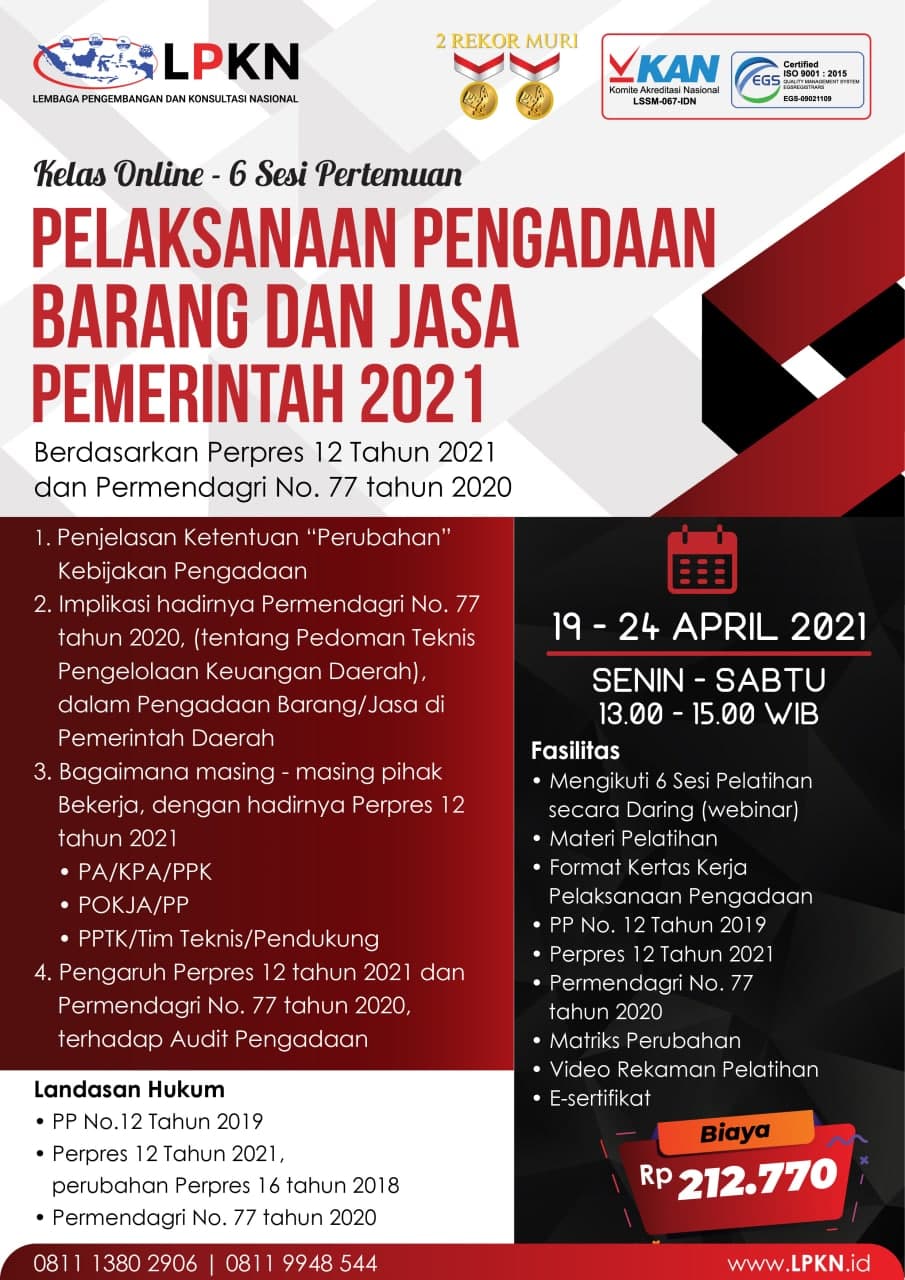 LPKN
LEMBAGA PENGEMBANGAN DAN KONSULTASI NASIONAL
2 REKOR MURI
KAN
Komite Akreditasi Nasional
LSSM-067-IDN
EGS
Certified
ISO 9001 : 2015
QUALITY MANAGEMENT SYSTEM
EGSREGISTRARS
EGS-09021109
Kelas Online - 6 Sesi Pertemuan
PELAKSANAAN PENGADAAN
BARANG DAN JASA
PEMERINTAH 2021
Berdasarkan Perpres 12 Tahun 2021
dan Permendagri No. 77 tahun 2020
1. Penjelasan Ketentuan “Perubahan”
Kebijakan Pengadaan
2. Implikasi hadirnya Permendagri No. 77
tahun 2020, (tentang Pedoman Teknis
Pengelolaan Keuangan Daerah),
dalam Pengadaan Barang/Jasa di
Pemerintah Daerah
3. Bagaimana masing - masing pihak
Bekerja, dengan hadirnya Perpres 12
tahun 2021
• PA/KPA/PPK
• POKJA/PP
• PPTK/Tim Teknis/Pendukung
4. Pengaruh Perpres 12 tahun 2021 dan
Permendagri No. 77 tahun 2020,
terhadap Audit Pengadaan
Landasan Hukum
• PP No.12 Tahun 2019
• Perpres 12 Tahun 2021,
perubahan Perpres 16 tahun 2018
• Permendagri No. 77 tahun 2020
19 - 24 APRIL 2021
SENIN - SABTU
13.00 - 15.00 WIB
Fasilitas
• Mengikuti 6 Sesi Pelatihan
secara Daring (webinar)
• Materi Pelatihan
• Format Kertas Kerja
Pelaksanaan Pengadaan
• PP No. 12 Tahun 2019
• Perpres 12 Tahun 2021
• Permendagri No. 77
tahun 2020
• Matriks Perubahan
• Video Rekaman Pelatihan
• E-sertifikat
Biaya
Rp 212.770
0811 1380 2906 | 0811 9948 544
www.LPKN.id